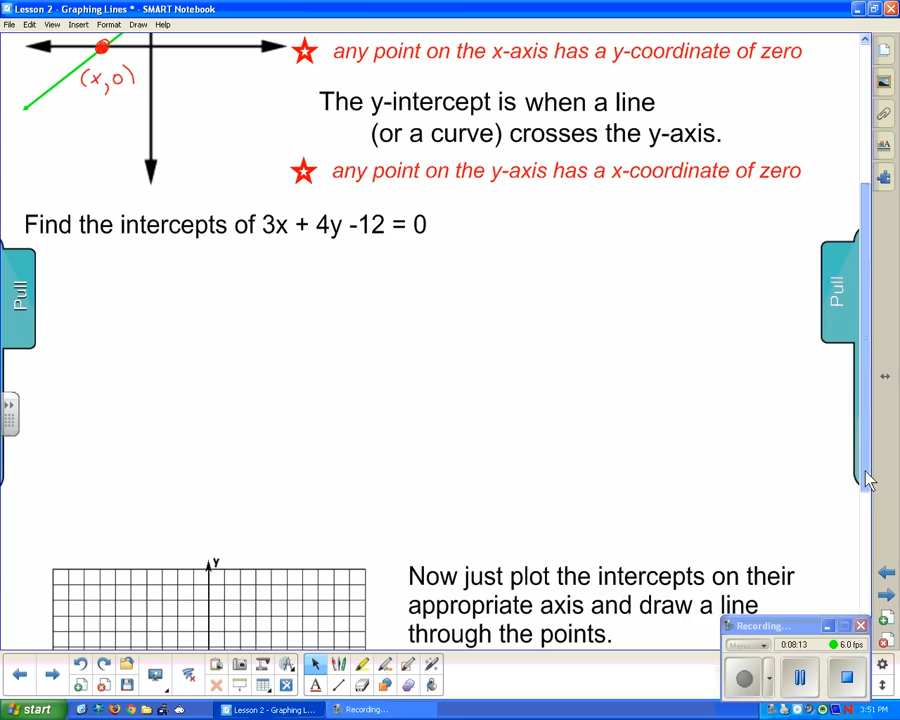 Lesson 2 - Graphing Lines * - SMART Notebook
File Edit View Insert Format Draw Help
any point on the x-axis has a y-coordinate of zero
(x,0)
The y-intercept is when a line
(or a curve) crosses the y-axis.
any point on the y-axis has a x-coordinate of zero
Find the intercepts of 3x + 4y -12 = 0
Pull
Pull
Y
Now just plot the intercepts on their
appropriate axis and draw a line
through the points.
Recording...
Menu
0:08:13
6.0 fps
A
start
Lesson 2 - Graphing L...
Recording...
3:51 PM